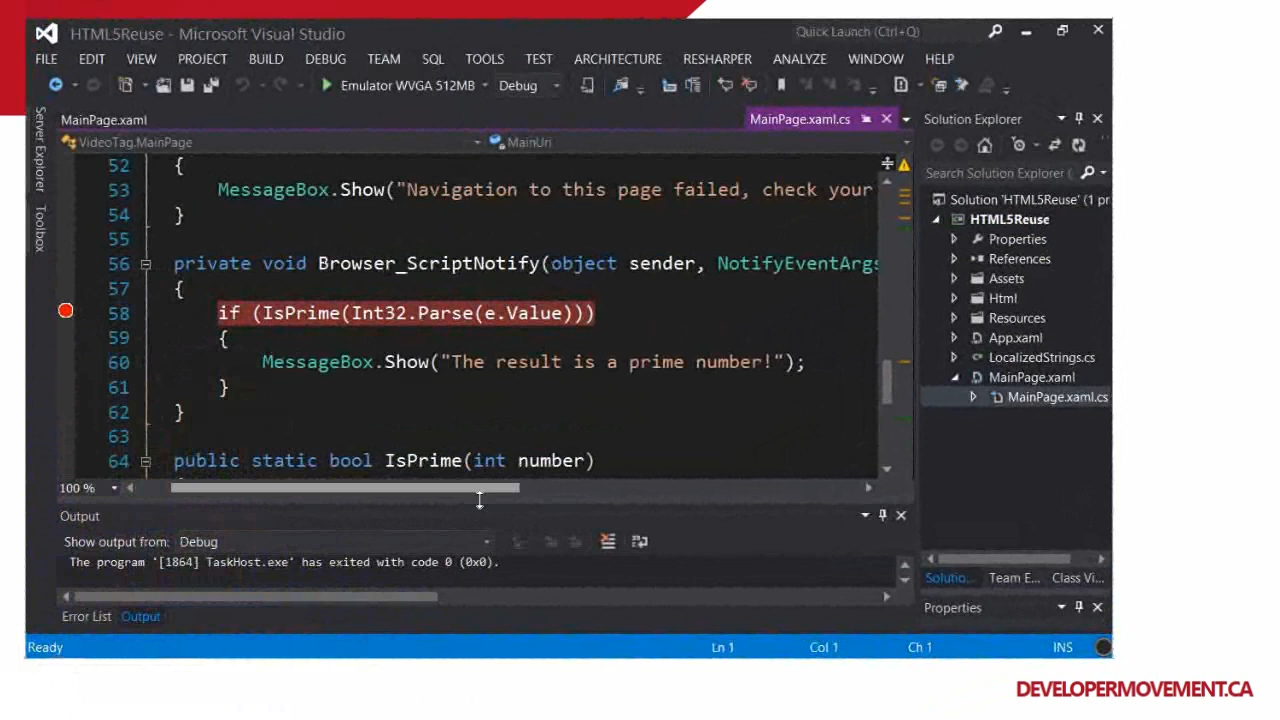 HTML5Reuse - Microsoft Visual Studio
Quick Launch (Ctrl+Q)
FILE EDIT VIEW PROJECT BUILD DEBUG TEAM SQL TOOLS TEST ARCHITECTURE RESHARPER ANALYZE WINDOW HELP
Emulator WVGA 512MB Debug
Server Explorer
Toolbox
MainPage.xaml
MainPage.xaml.cs
VideoTag.MainPage
MainUri
52 {
53 MessageBox.Show("Navigation to this page failed, check your
54 }
55
56 private void Browser_ScriptNotify(object sender, NotifyEventArgs
57 {
58 if (IsPrime(Int32.Parse(e.Value)))
59 {
60 MessageBox.Show("The result is a prime number!");
61 }
62 }
63
64 public static bool IsPrime(int number)
100 %
Output
Show output from: Debug
The program '[1864] TaskHost.exe' has exited with code 0 (0x0).
Error List Output
Solution Explorer
Search Solution Explorer (
Solution 'HTML5Reuse' (1 pr
HTML5Reuse
Properties
References
Assets
Html
Resources
App.xaml
LocalizedStrings.cs
MainPage.xaml
MainPage.xaml.cs
Solutio... Team E... Class Vi...
Properties
Ready Ln 1 Col 1 Ch 1 INS
DEVELOPERMOVEMENT.CA